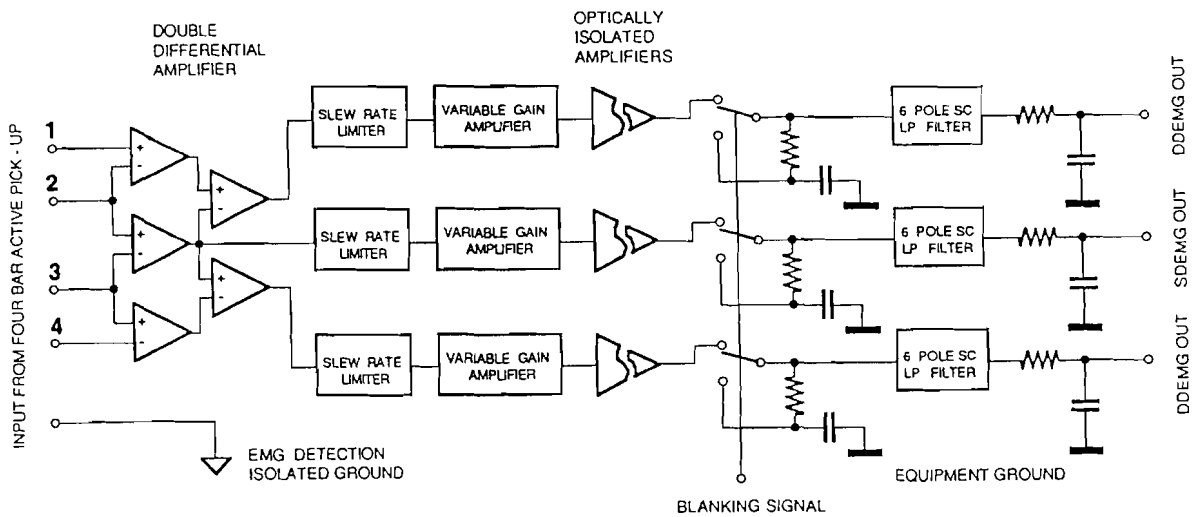 DOUBLE
DIFFERENTIAL
AMPLIFIER
OPTICALLY
ISOLATED
AMPLIFIERS
INPUT FROM FOUR BAR ACTIVE PICK - UP
1
2
3
4
+
-
+
-
+
-
+
-
+
-
SLEW RATE
LIMITER
VARIABLE GAIN
AMPLIFIER
6 POLE SC
LP FILTER
DDEMG OUT
SLEW RATE
LIMITER
VARIABLE GAIN
AMPLIFIER
6 POLE SC
LP FILTER
SDEMG OUT
SLEW RATE
LIMITER
VARIABLE GAIN
AMPLIFIER
6 POLE SC
LP FILTER
DDEMG OUT
EMG DETECTION
ISOLATED GROUND
EQUIPMENT GROUND
BLANKING SIGNAL